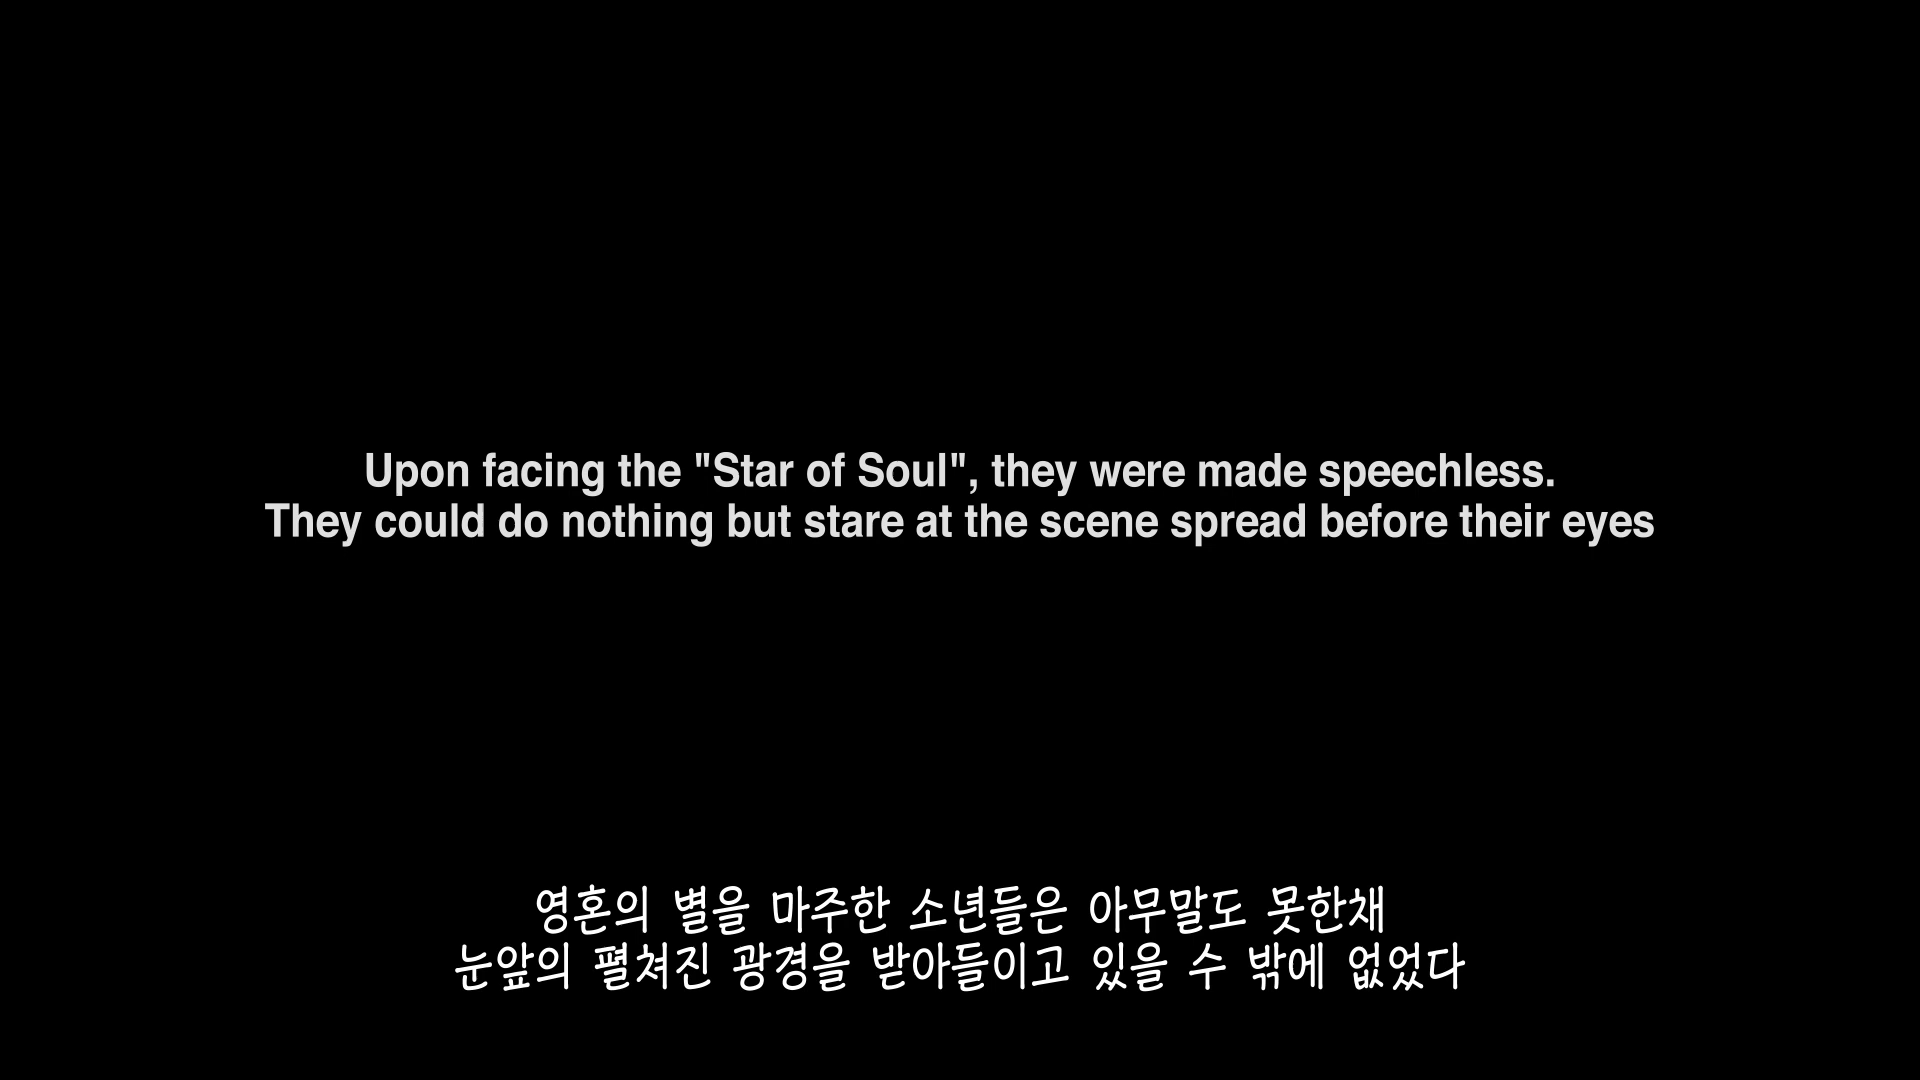 Upon facing the "Star of Soul", they were made speechless.
They could do nothing but stare at the scene spread before their eyes
영혼의 별을 마주한 소년들은 아무말도 못한채
눈앞의 펼쳐진 광경을 받아들이고 있을 수 밖에 없었다